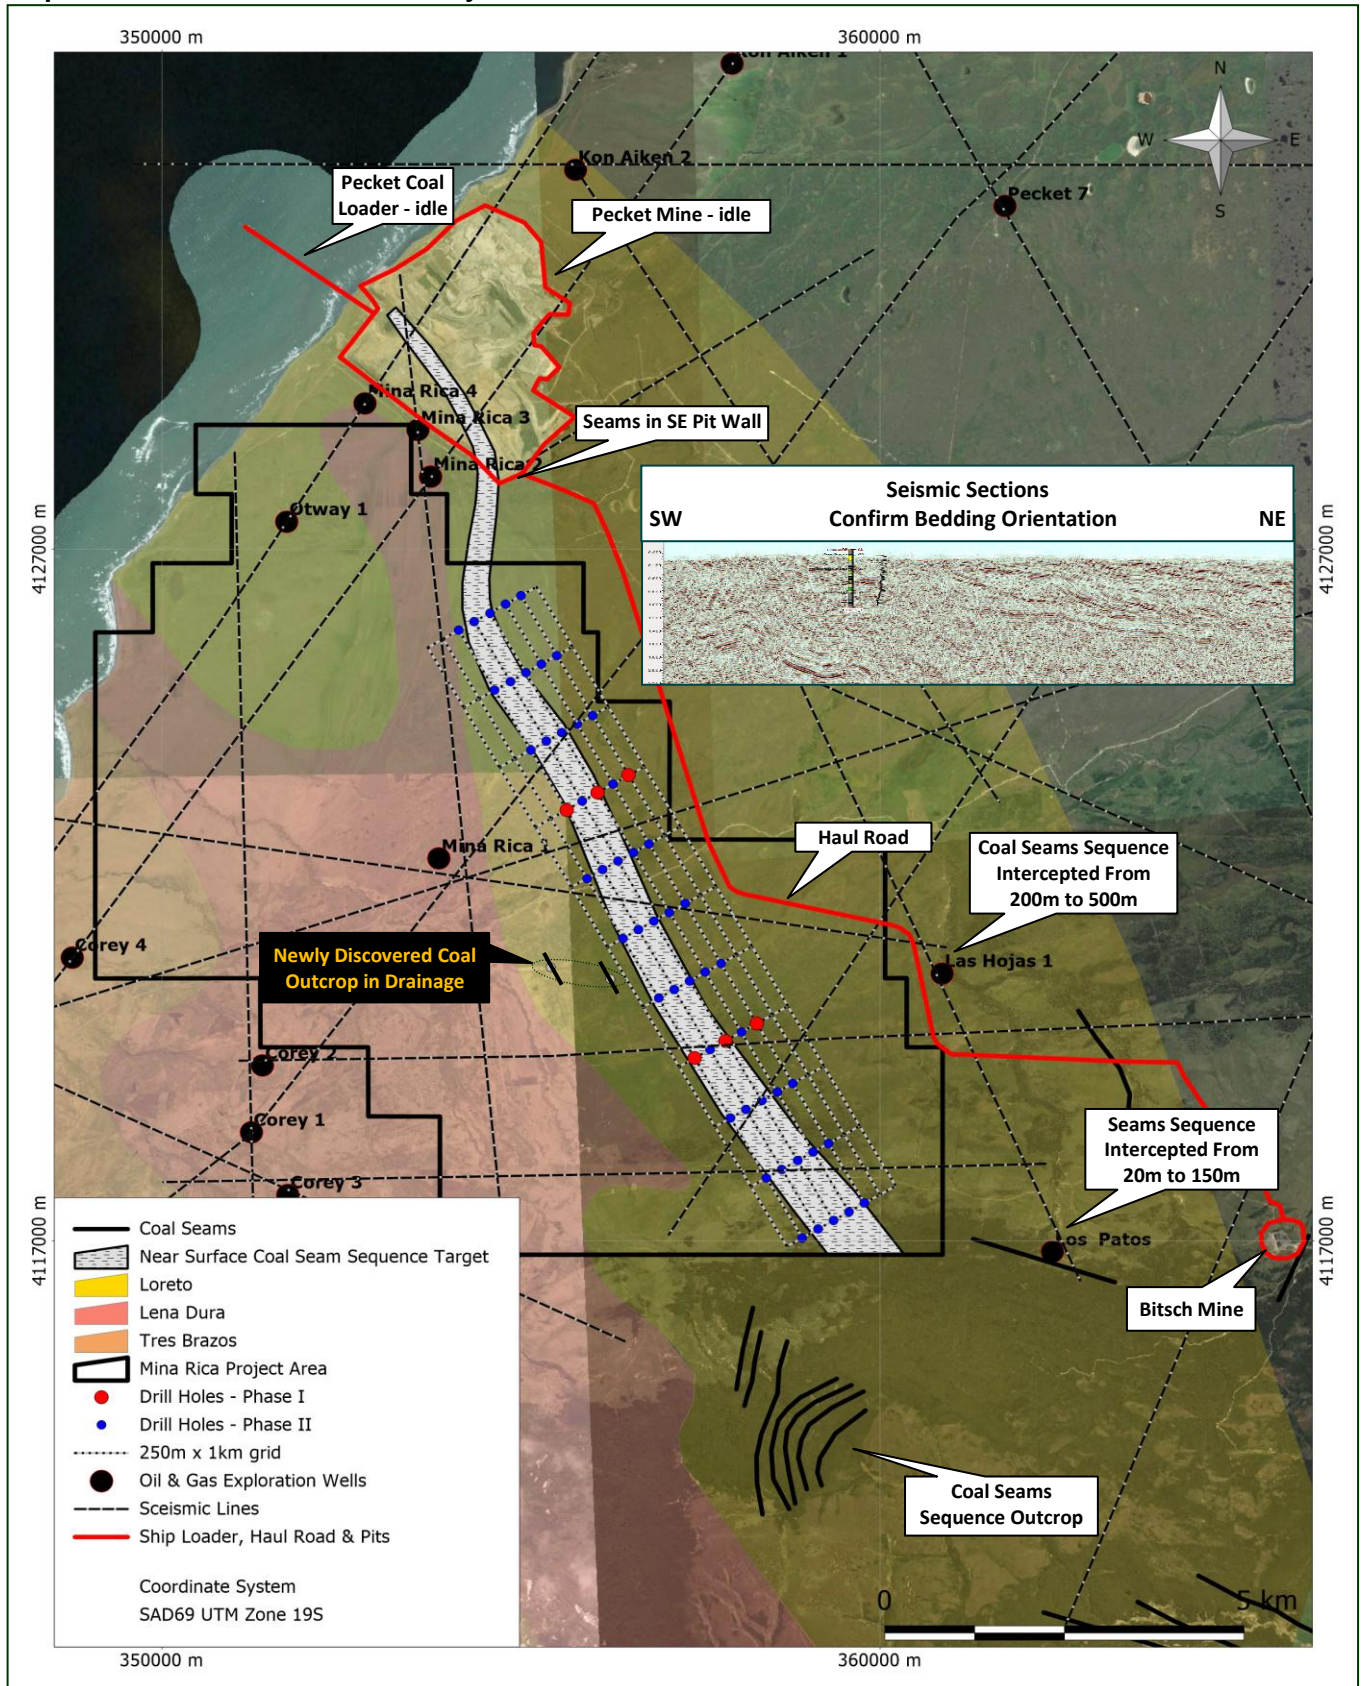 350000 m
360000 m
Kon Aiken 1
N
W
E
S
Kon Aiken 2
Pecket Coal
Loader - idle
Pecket Mine - idle
Pecket 7
Mina Rica 4
Mina Rica 3
Seams in SE Pit Wall
Mina Rica 2
Otway 1
Seismic Sections
SW
Confirm Bedding Orientation
NE
4127000 m
4127000 m
Haul Road
Coal Seams Sequence
Intercepted From
200m to 500m
Mina Rica
Newly Discovered Coal
Outcrop in Drainage
Corey 4
Las Hojas 1
Corey 2
Corey 1
Seams Sequence
Intercepted From
20m to 150m
Corey 3
4117000 m
4117000 m
Los Patos
Bitsch Mine
Coal Seams
Near Surface Coal Seam Sequence Target
Loreto
Lena Dura
Tres Brazos
Mina Rica Project Area
Drill Holes - Phase I
Drill Holes - Phase II
250m x 1km grid
Oil & Gas Exploration Wells
Sceismic Lines
Ship Loader, Haul Road & Pits
Coordinate System
SAD69 UTM Zone 19S
Coal Seams
Sequence Outcrop
0
5 km
350000 m
360000 m